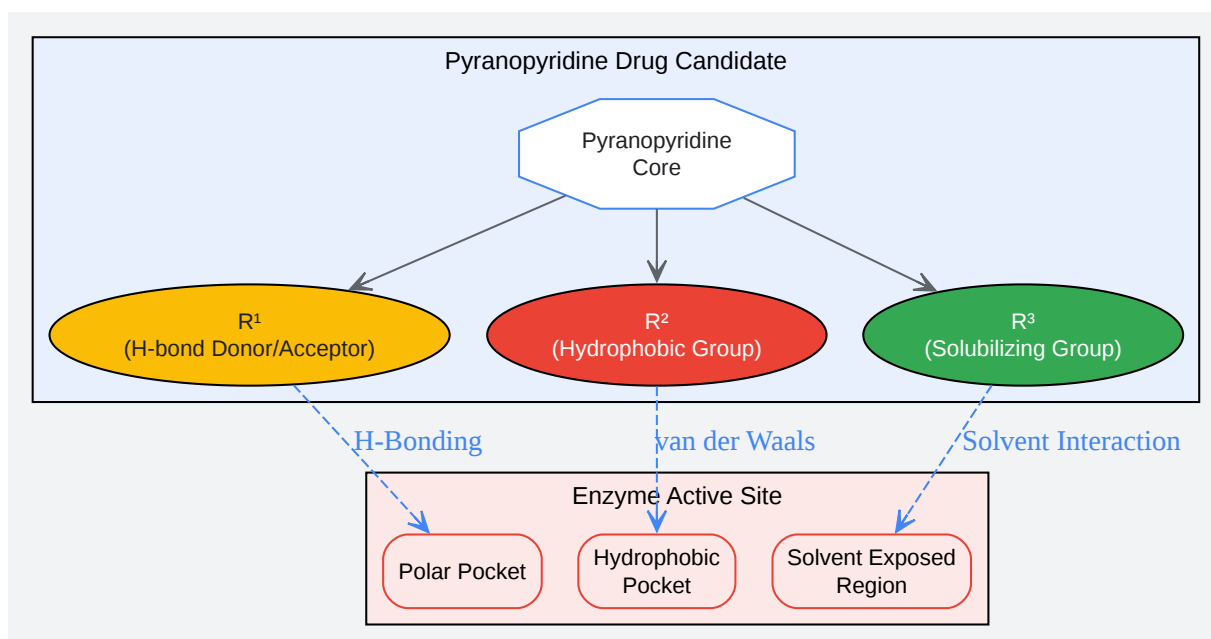 Pyranopyridine Drug Candidate
Pyranopyridine
Core
R¹
(H-bond Donor/Acceptor)
R²
(Hydrophobic Group)
R³
(Solubilizing Group)
H-Bonding
van der Waals
Solvent Interaction
Enzyme Active Site
Polar Pocket
Hydrophobic
Pocket
Solvent Exposed
Region